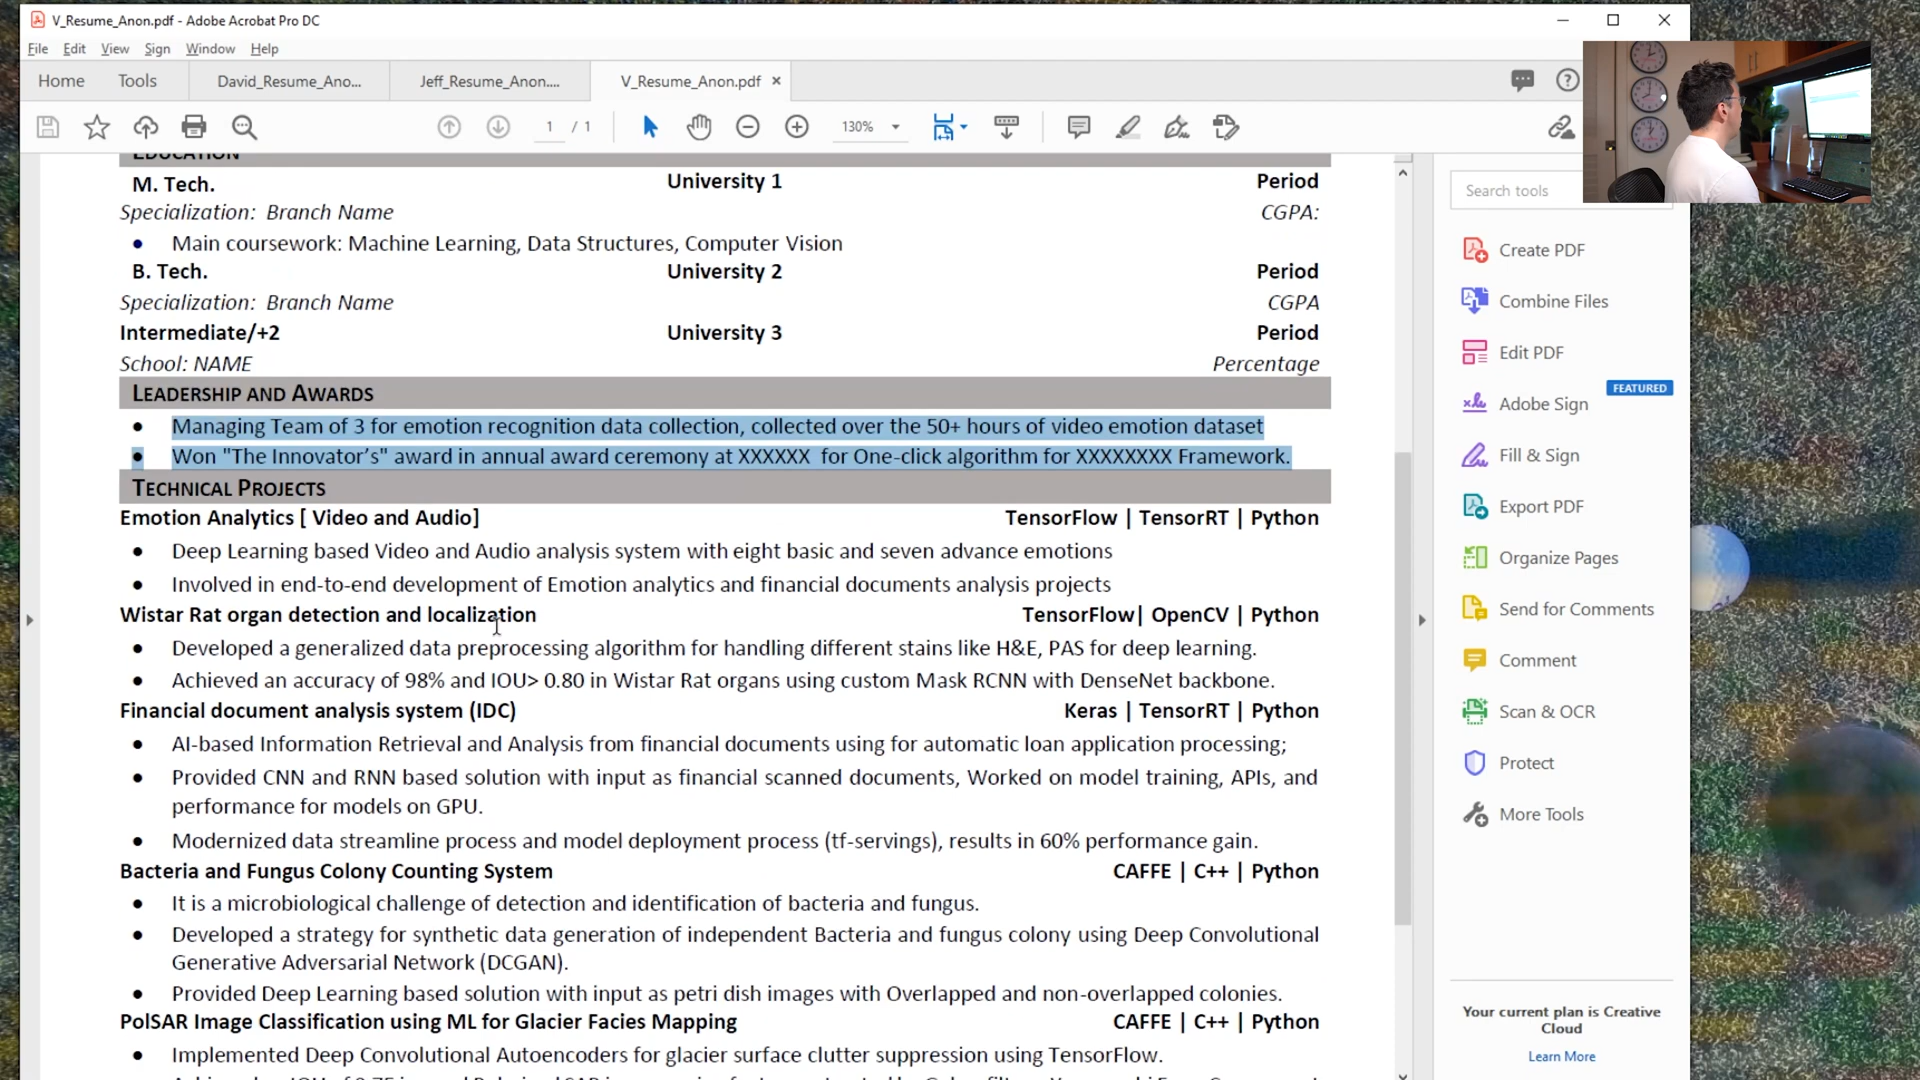 V_Resume_Anon.pdf - Adobe Acrobat Pro DC
File Edit View Sign Window Help
Home Tools David_Resume_Ano... Jeff_Resume_Anon.... V_Resume_Anon.pdf ×
1 / 1 130%
EDUCATION
M. Tech. University 1 Period
Specialization: Branch Name CGPA:
• Main coursework: Machine Learning, Data Structures, Computer Vision
B. Tech. University 2 Period
Specialization: Branch Name CGPA
Intermediate/+2 University 3 Period
School: NAME Percentage
LEADERSHIP AND AWARDS
• Managing Team of 3 for emotion recognition data collection, collected over the 50+ hours of video emotion dataset
• Won "The Innovator's" award in annual award ceremony at XXXXXX for One-click algorithm for XXXXXXXX Framework.
TECHNICAL PROJECTS
Emotion Analytics [ Video and Audio] TensorFlow | TensorRT | Python
• Deep Learning based Video and Audio analysis system with eight basic and seven advance emotions
• Involved in end-to-end development of Emotion analytics and financial documents analysis projects
Wistar Rat organ detection and localization TensorFlow| OpenCV | Python
• Developed a generalized data preprocessing algorithm for handling different stains like H&E, PAS for deep learning.
• Achieved an accuracy of 98% and IOU> 0.80 in Wistar Rat organs using custom Mask RCNN with DenseNet backbone.
Financial document analysis system (IDC) Keras | TensorRT | Python
• AI-based Information Retrieval and Analysis from financial documents using for automatic loan application processing;
• Provided CNN and RNN based solution with input as financial scanned documents, Worked on model training, APIs, and
performance for models on GPU.
• Modernized data streamline process and model deployment process (tf-servings), results in 60% performance gain.
Bacteria and Fungus Colony Counting System CAFFE | C++ | Python
• It is a microbiological challenge of detection and identification of bacteria and fungus.
• Developed a strategy for synthetic data generation of independent Bacteria and fungus colony using Deep Convolutional
Generative Adversarial Network (DCGAN).
• Provided Deep Learning based solution with input as petri dish images with Overlapped and non-overlapped colonies.
PolSAR Image Classification using ML for Glacier Facies Mapping CAFFE | C++ | Python
• Implemented Deep Convolutional Autoencoders for glacier surface clutter suppression using TensorFlow.
Search tools
Create PDF
Combine Files
Edit PDF
FEATURED
Adobe Sign
Fill & Sign
Export PDF
Organize Pages
Send for Comments
Comment
Scan & OCR
Protect
More Tools
Your current plan is Creative
Cloud
Learn More